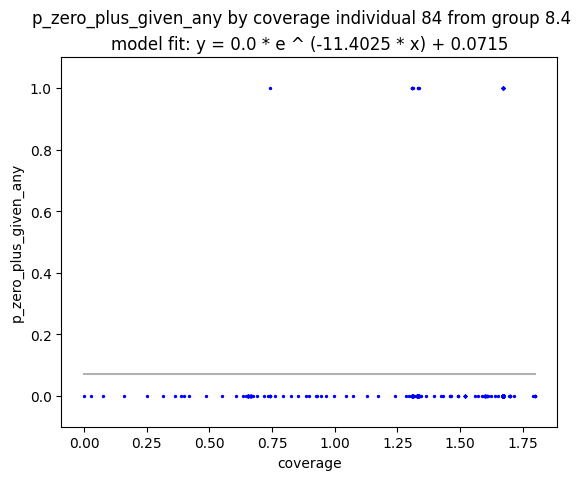 p_zero_plus_given_any by coverage individual 84 from group 8.4
model fit: y = 0.0 * e ^ (-11.4025 * x) + 0.0715
1.0
0.8
0.6
0.4
0.2
0.0
p_zero_plus_given_any
0.00 0.25 0.50 0.75 1.00 1.25 1.50 1.75
coverage